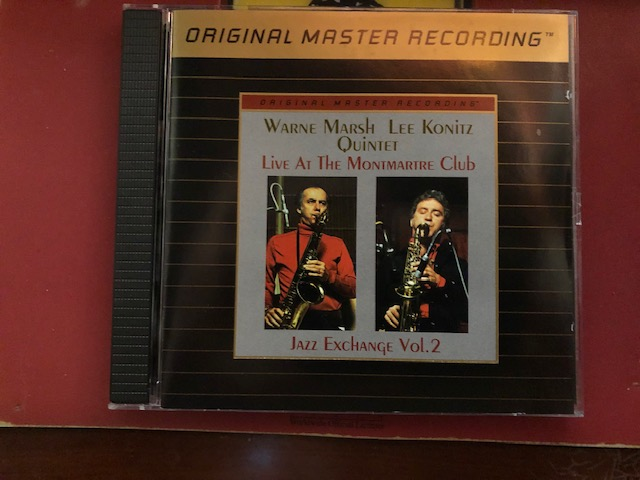 ORIGINAL MASTER RECORDING™
ORIGINAL MASTER RECORDING™
WARNE MARSH LEE KONITZ
QUINTET
LIVE AT THE MONTMARTRE CLUB
JAZZ EXCHANGE VOL.2